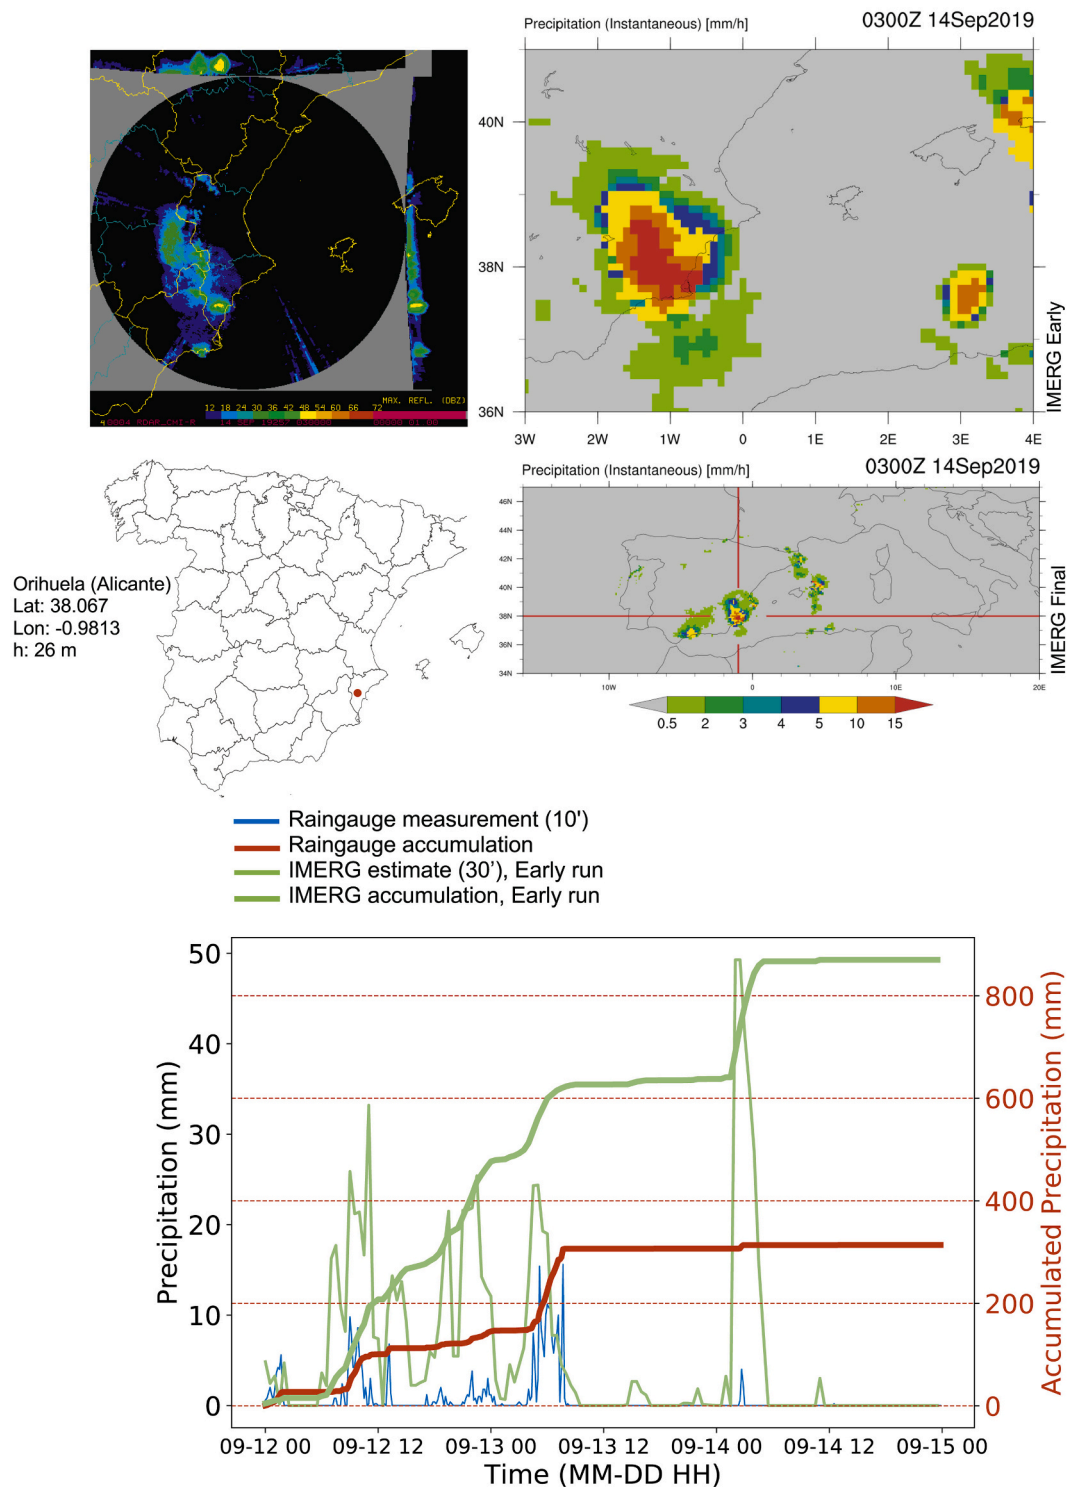 Precipitation (Instantaneous) [mm/h] 0300Z 14Sep2019
40N
38N
36N
3W 2W 1W 0 1E 2E 3E 4E
IMERG Early
MAX. REFL. (DBZ)
12 18 24 30 36 42 48 54 60 66 72
Precipitation (Instantaneous) [mm/h] 0300Z 14Sep2019
46N
44N
42N
40N
38N
36N
34N
10W 0 10E 20E
IMERG Final
0.5 2 3 4 5 10 15
Orihuela (Alicante)
Lat: 38.067
Lon: -0.9813
h: 26 m
Raingauge measurement (10')
Raingauge accumulation
IMERG estimate (30’), Early run
IMERG accumulation, Early run
Precipitation (mm)
50
40
30
20
10
0
800
600
400
200
0
Accumulated Precipitation (mm)
09-12 00 09-12 12 09-13 00 09-13 12 09-14 00 09-14 12 09-15 00
Time (MM-DD HH)